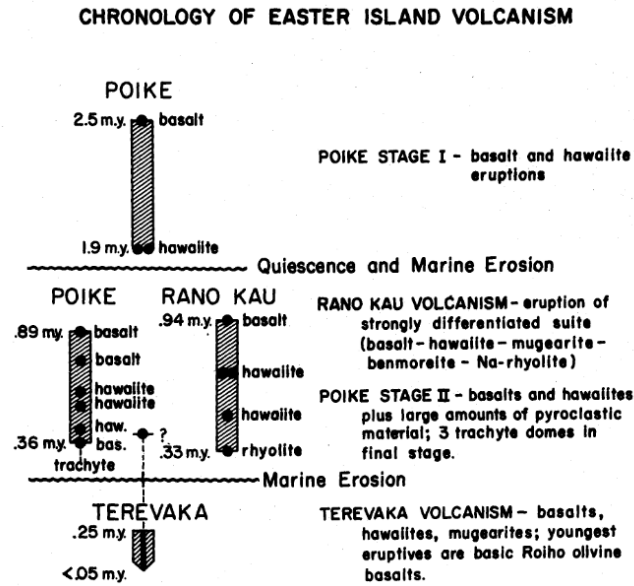 CHRONOLOGY OF EASTER ISLAND VOLCANISM
POIKE
2.5 m.y. basalt
1.9 m.y. hawaiite
POIKE STAGE I - basalt and hawaiite
eruptions
Quiescence and Marine Erosion
POIKE
.89 my. basalt
basalt
hawaiite
hawaiite
haw.
.36 my. bas.
trachyte
?
RANO KAU
.94 m.y. basalt
hawaiite
hawaiite
.33 m.y. rhyolite
RANO KAU VOLCANISM - eruption of
strongly differentiated suite
(basalt - hawaiite - mugearite -
benmoreite - Na-rhyolite)
POIKE STAGE II - basalts and hawaiites
plus large amounts of pyroclastic
material; 3 trachyte domes in
final stage.
Marine Erosion
TEREVAKA
.25 m.y.
<.05 m.y.
TEREVAKA VOLCANISM - basalts,
hawaiites, mugearites; youngest
eruptives are basic Roiho olivine
basalts.